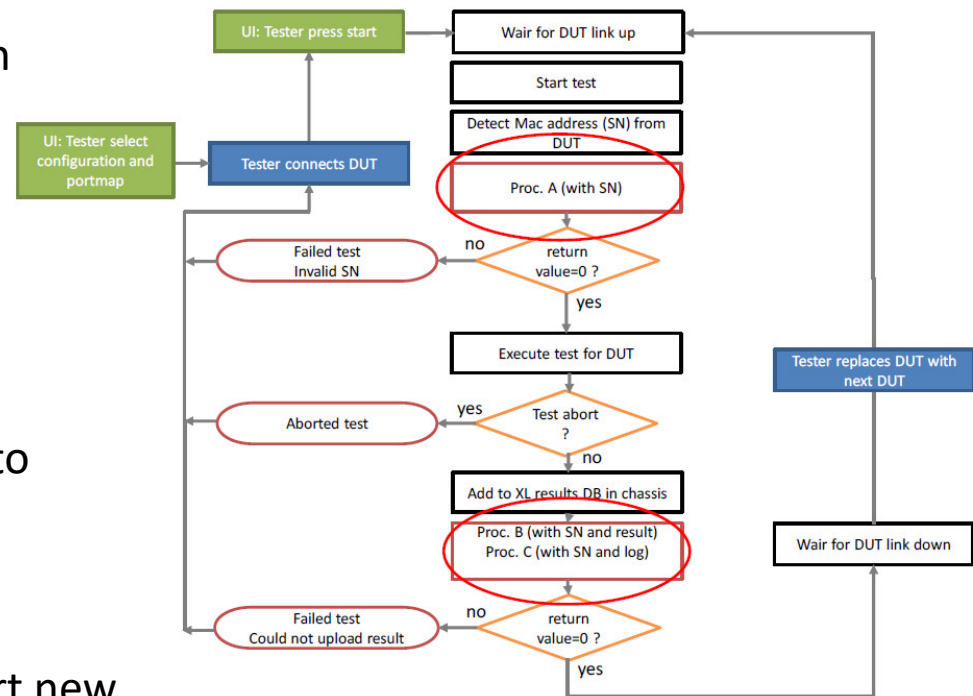 n
to
rt new
UI: Tester press start
Wair for DUT link up
Start test
Detect Mac address (SN) from
DUT
UI: Tester select
configuration and
portmap
Tester connects DUT
Proc. A (with SN)
no
Failed test
Invalid SN
return
value=0 ?
yes
Execute test for DUT
Tester replaces DUT with
next DUT
yes
Aborted test
Test abort
?
no
Add to XL results DB in chassis
Proc. B (with SN and result)
Proc. C (with SN and log)
Wair for DUT link down
no
Failed test
Could not upload result
return
value=0 ?
yes